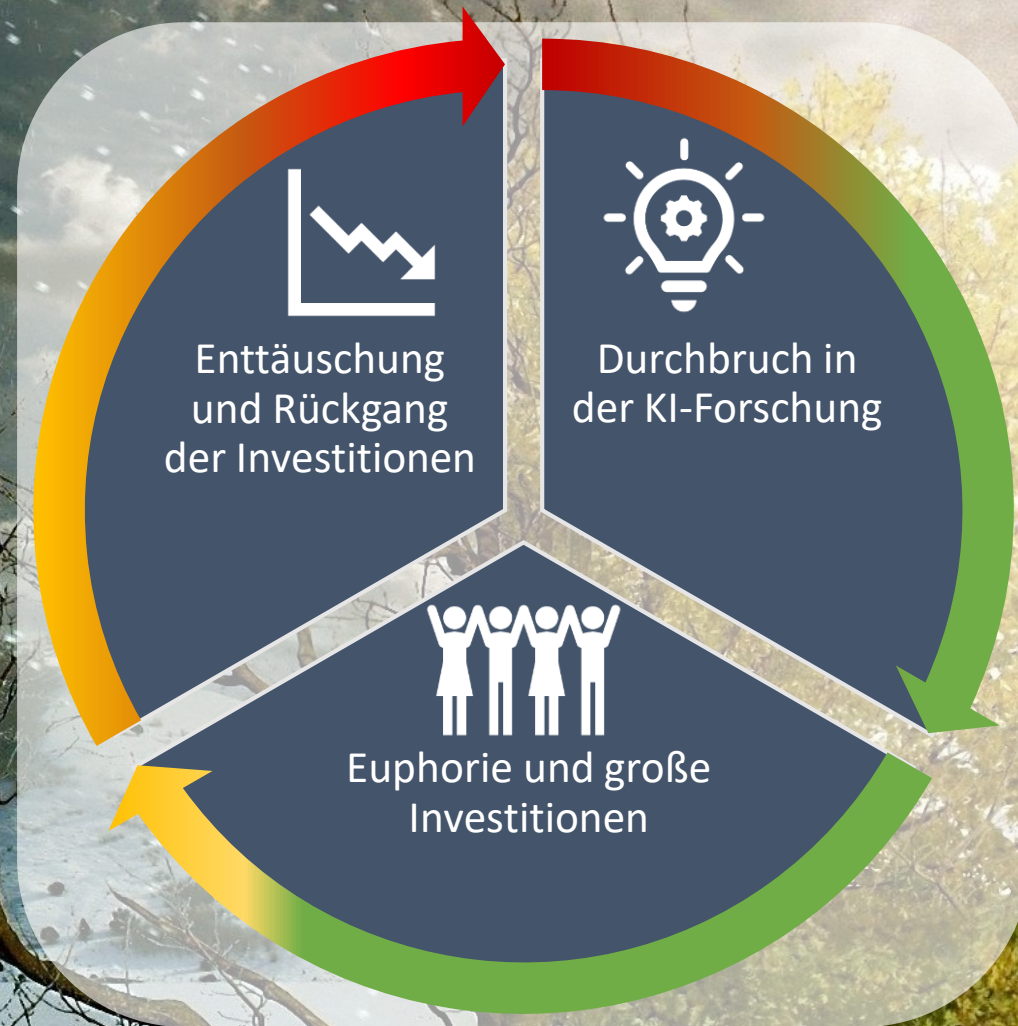 Enttäuschung
und Rückgang
der Investitionen
Durchbruch in
der KI-Forschung
Euphorie und große
Investitionen